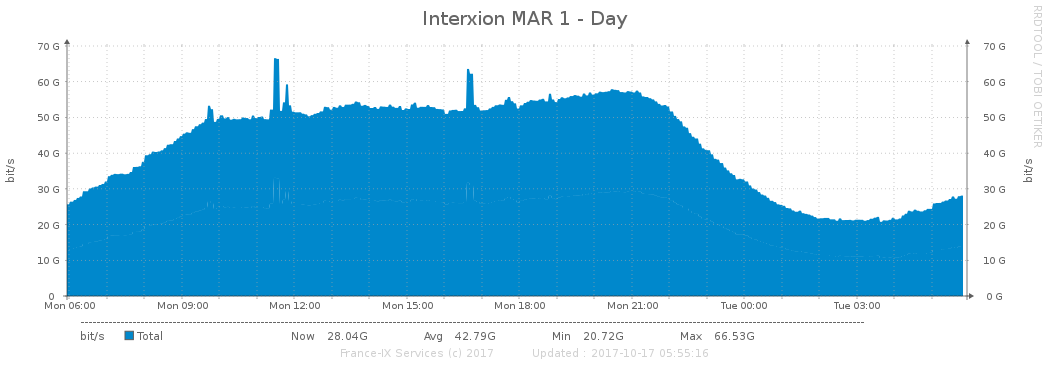 Interxion MAR 1 - Day
RRDTOOL / TOBI OETIKER
bit/s
70 G 70 G
60 G 60 G
50 G 50 G
40 G 40 G
30 G 30 G
20 G 20 G
10 G 10 G
0 0 G
bit/s
Mon 06:00 Mon 09:00 Mon 12:00 Mon 15:00 Mon 18:00 Mon 21:00 Tue 00:00 Tue 03:00
bit/s Total Now 28.04G Avg 42.79G Min 20.72G Max 66.53G
France-IX Services (c) 2017 Updated : 2017-10-17 05:55:16